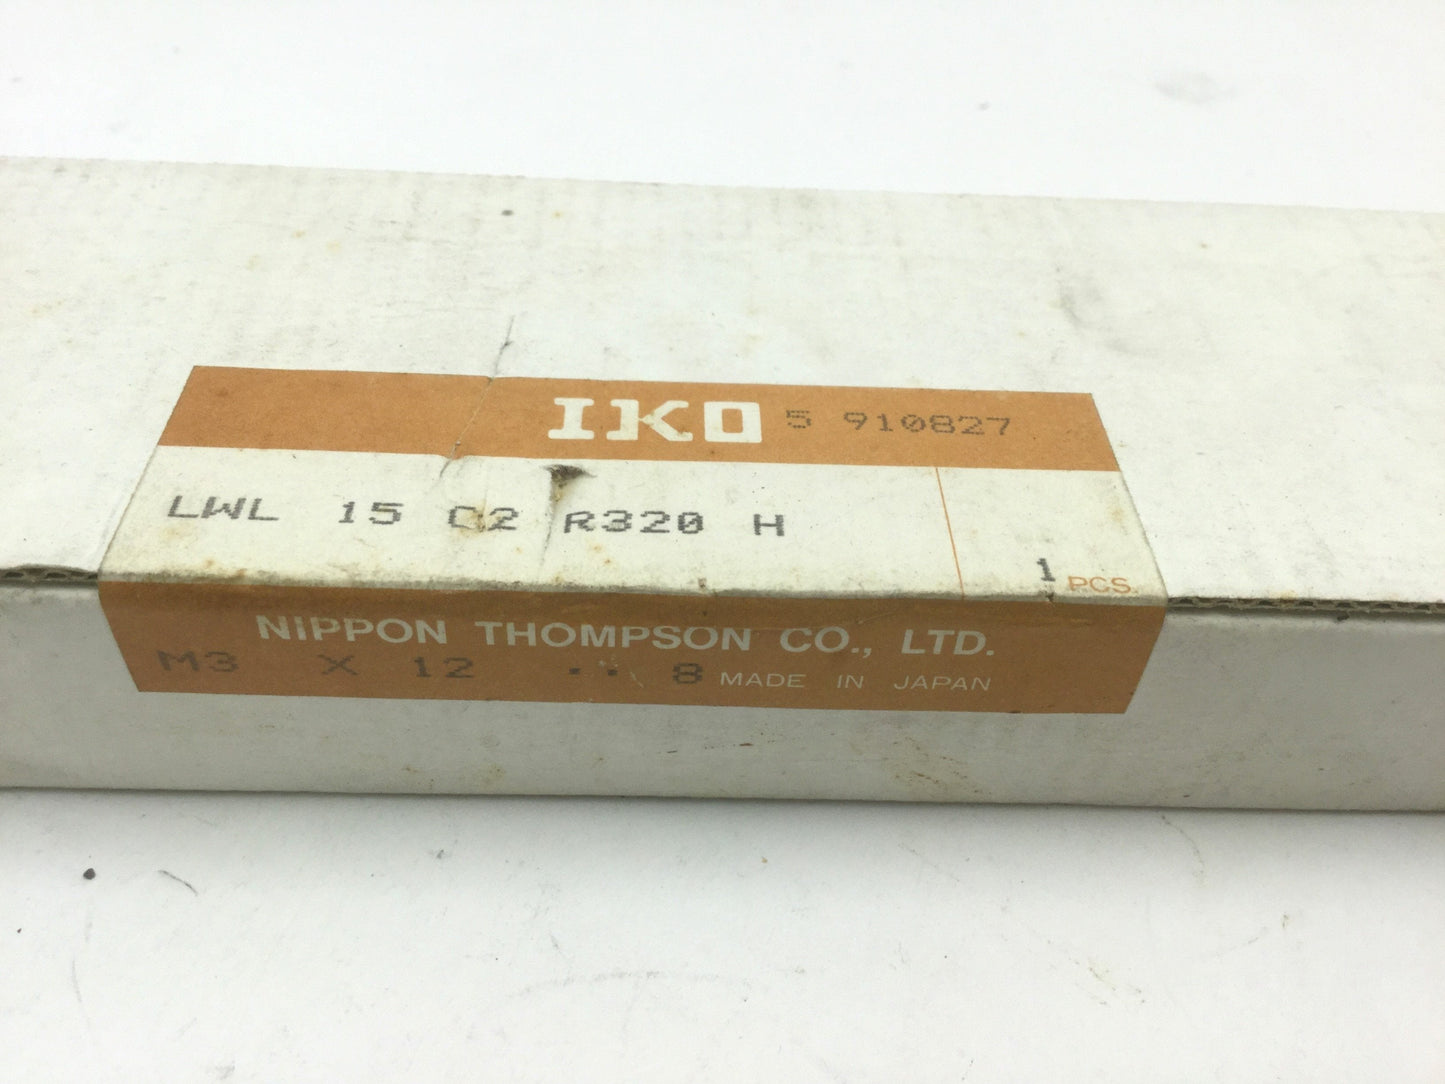 IKO 5 910827
LWL 15 C2 R320 H
1 PCS.
NIPPON THOMPSON CO., LTD.
M3 X 12 .. 8 MADE IN JAPAN